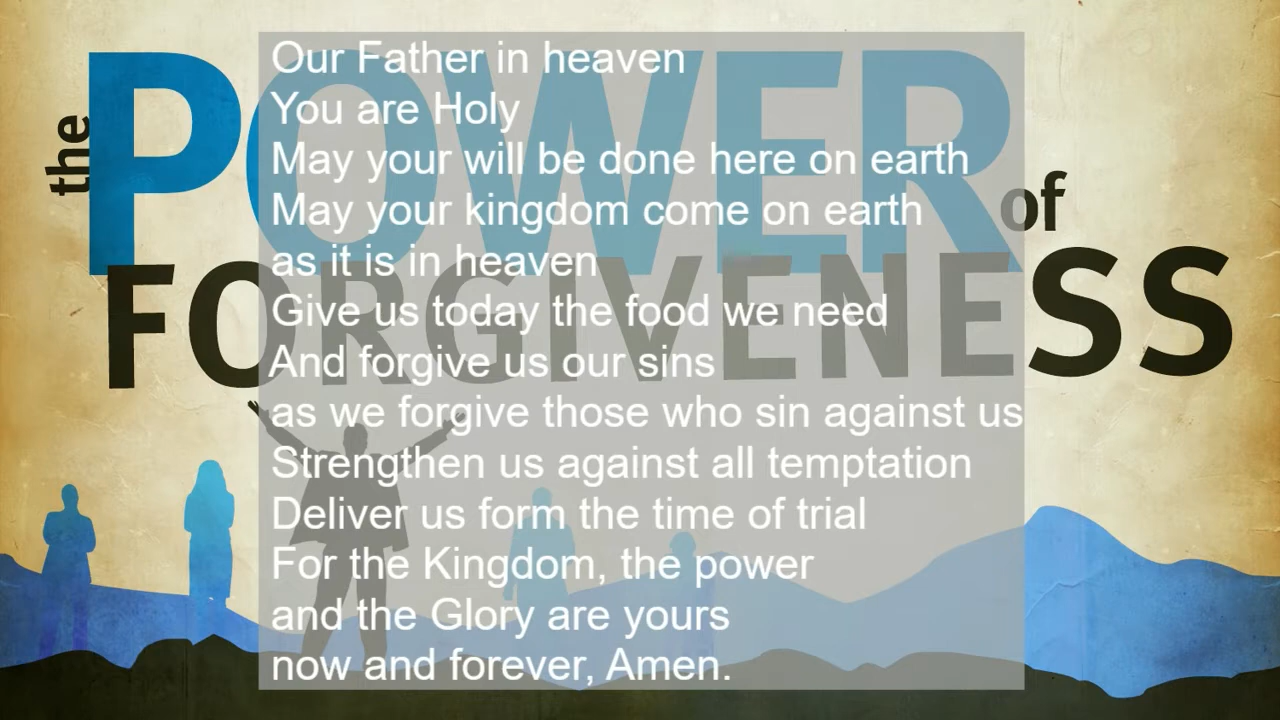 the
POWER
of
FORGIVENESS
Our Father in heaven
You are Holy
May your will be done here on earth
May your kingdom come on earth
as it is in heaven
Give us today the food we need
And forgive us our sins
as we forgive those who sin against us
Strengthen us against all temptation
Deliver us form the time of trial
For the Kingdom, the power
and the Glory are yours
now and forever, Amen.